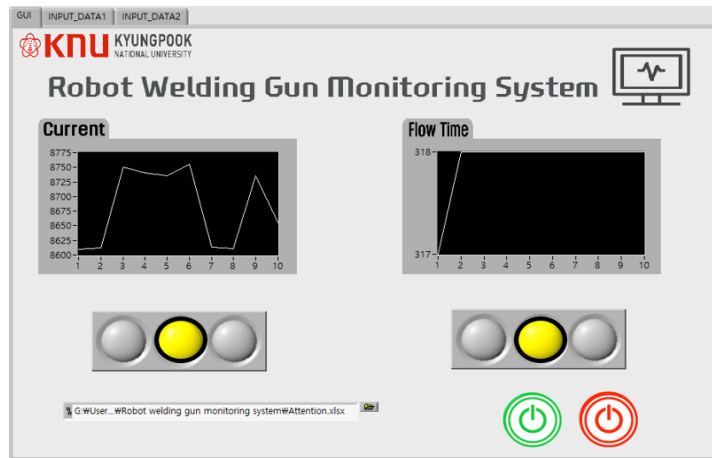 GUI INPUT_DATA1 INPUT_DATA2
KNU KYUNGPOOK
NATIONAL UNIVERSITY
Robot Welding Gun Monitoring System
Current
8775
8750
8725
8700
8675
8650
8625
8600
1 2 3 4 5 6 7 8 9 10
Flow Time
318
317
1 2 3 4 5 6 7 8 9 10
G:₩User...₩Robot welding gun monitoring system₩Attention.xlsx